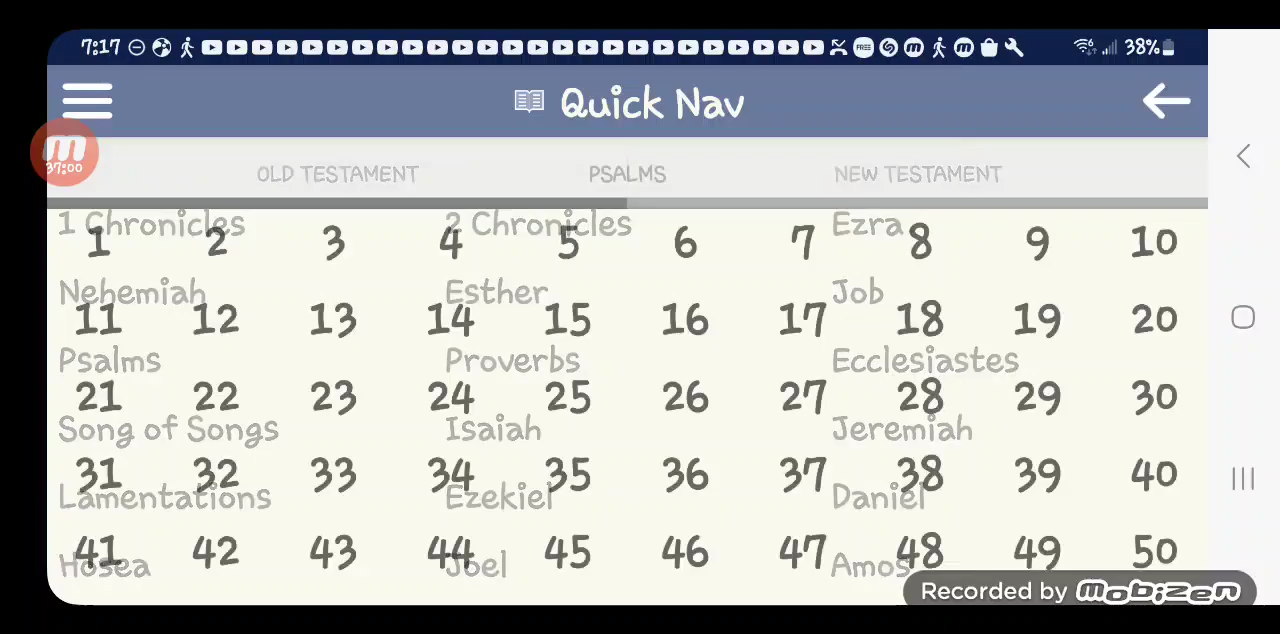 7:17 FREE 38%
Quick Nav
37:00
OLD TESTAMENT PSALMS NEW TESTAMENT
1 Chronicles 2 Chronicles Ezra
1 2 3 4 5 6 7 8 9 10
Nehemiah Esther Job
11 12 13 14 15 16 17 18 19 20
Psalms Proverbs Ecclesiastes
21 22 23 24 25 26 27 28 29 30
Song of Songs Isaiah Jeremiah
31 32 33 34 35 36 37 38 39 40
Lamentations Ezekiel Daniel
41 42 43 44 45 46 47 48 49 50
Hosea Joel Amos
Recorded by mobizen